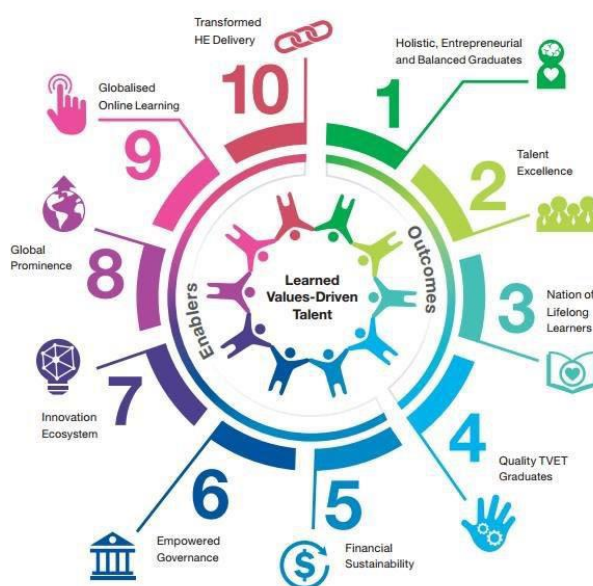 Transformed
HE Delivery
10
Holistic, Entrepreneurial
and Balanced Graduates
1
Globalised
Online Learning
9
Talent
Excellence
2
Outcomes
Global
Prominence
8
Learned
Values-Driven
Talent
Enablers
3
Nation of
Lifelong
Learners
7
Innovation
Ecosystem
4
Quality TVET
Graduates
6
Empowered
Governance
5
$
Financial
Sustainability